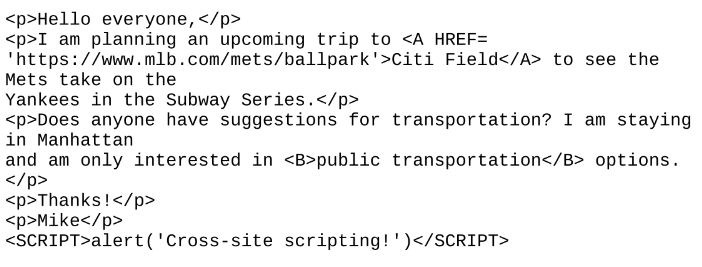 <p>Hello everyone,</p>
<p>I am planning an upcoming trip to <A HREF=
'https://www.mlb.com/mets/ballpark'>Citi Field</A> to see the
Mets take on the
Yankees in the Subway Series.</p>
<p>Does anyone have suggestions for transportation? I am staying
in Manhattan
and am only interested in <B>public transportation</B> options.
</p>
<p>Thanks!</p>
<p>Mike</p>
<SCRIPT>alert('Cross-site scripting!')</SCRIPT>